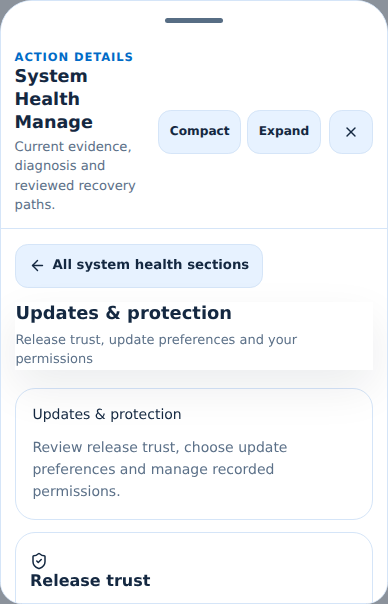 ACTION DETAILS
System
Health
Manage
Current evidence,
diagnosis and
reviewed recovery
paths.
Compact
Expand
All system health sections
Updates & protection
Release trust, update preferences and your
permissions
Updates & protection
Review release trust, choose update
preferences and manage recorded
permissions.
Release trust